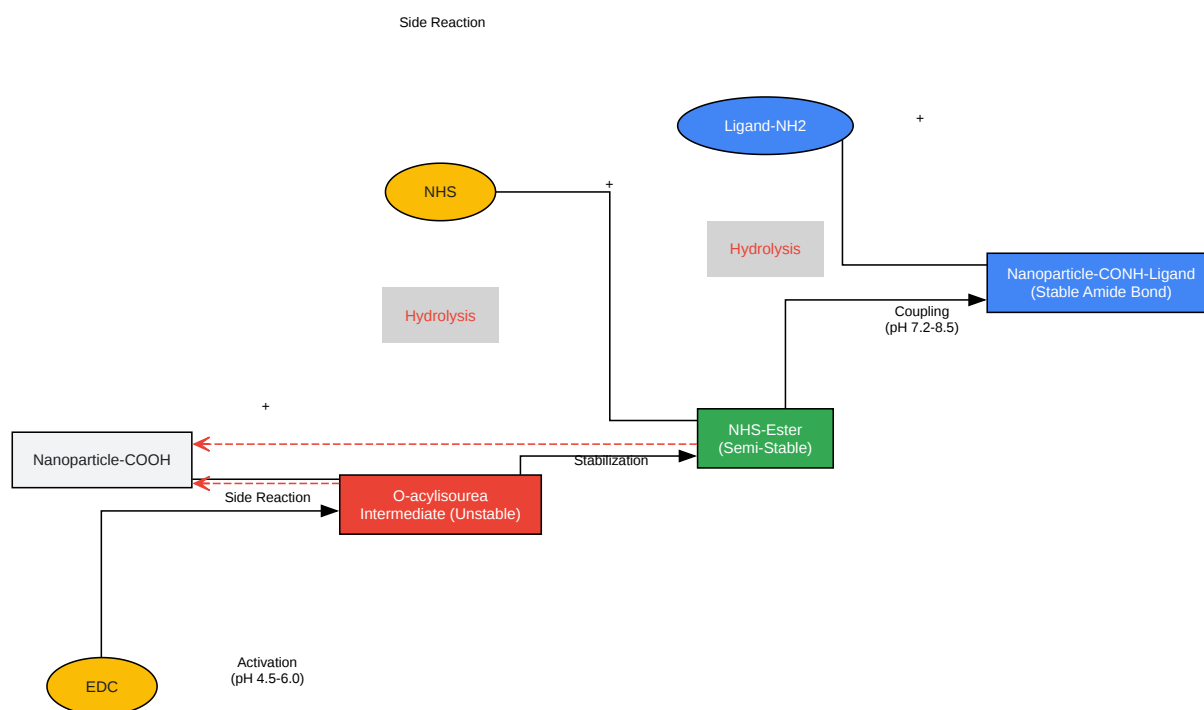 Side Reaction
Ligand-NH2
+
NHS
+
Hydrolysis
Nanoparticle-CONH-Ligand
(Stable Amide Bond)
Hydrolysis
Coupling
(pH 7.2-8.5)
+
NHS-Ester
(Semi-Stable)
Nanoparticle-COOH
Stabilization
Side Reaction
O-acylisourea
Intermediate (Unstable)
Activation
(pH 4.5-6.0)
EDC